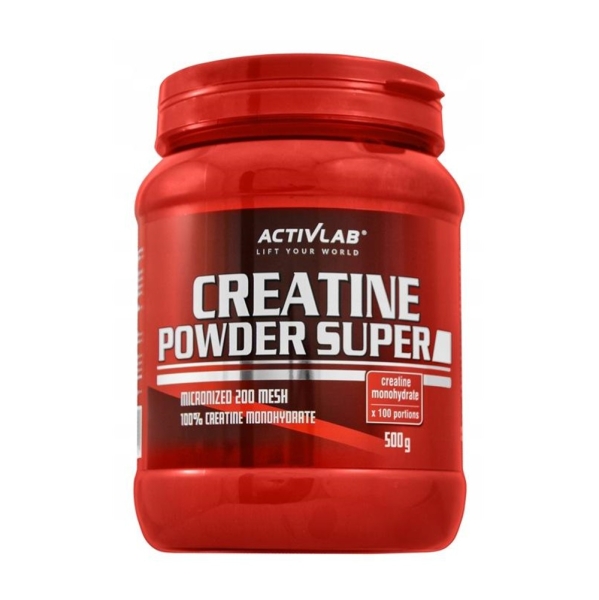 ACTIVLAB®
LIFT YOUR WORLD
CREATINE
POWDER SUPER
MICRONIZED 200 MESH
100% CREATINE MONOHYDRATE
creatine
monohydrate
x 100 portions
500g